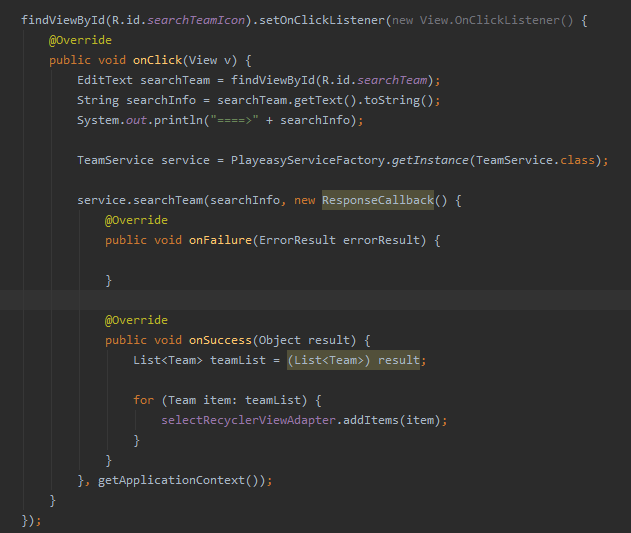 findViewById(R.id.searchTeamIcon).setOnClickListener(new View.OnClickListener() {
@Override
public void onClick(View v) {
EditText searchTeam = findViewById(R.id.searchTeam);
String searchInfo = searchTeam.getText().toString();
System.out.println("====>" + searchInfo);
TeamService service = PlayeasyServiceFactory.getInstance(TeamService.class);
service.searchTeam(searchInfo, new ResponseCallback() {
@Override
public void onFailure(ErrorResult errorResult) {
}
@Override
public void onSuccess(Object result) {
List<Team> teamList = (List<Team>) result;
for (Team item: teamList) {
selectRecyclerViewAdapter.addItems(item);
}
}
}, getApplicationContext());
}
});